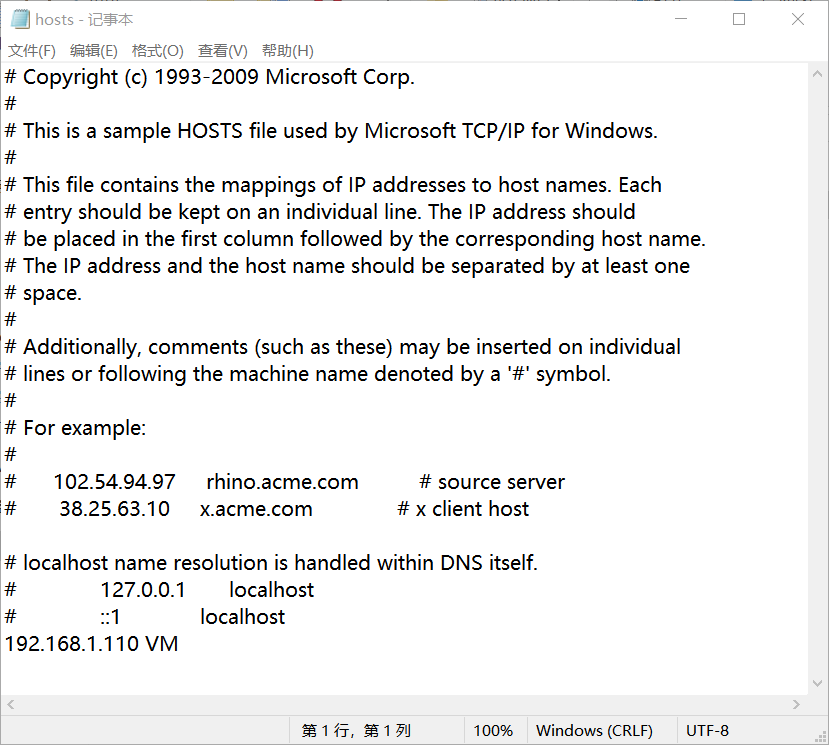 hosts - 记事本
文件(F) 编辑(E) 格式(O) 查看(V) 帮助(H)
# Copyright (c) 1993-2009 Microsoft Corp.
#
# This is a sample HOSTS file used by Microsoft TCP/IP for Windows.
#
# This file contains the mappings of IP addresses to host names. Each
# entry should be kept on an individual line. The IP address should
# be placed in the first column followed by the corresponding host name.
# The IP address and the host name should be separated by at least one
# space.
#
# Additionally, comments (such as these) may be inserted on individual
# lines or following the machine name denoted by a '#' symbol.
#
# For example:
#
#      102.54.94.97     rhino.acme.com          # source server
#       38.25.63.10     x.acme.com              # x client host

# localhost name resolution is handled within DNS itself.
#	127.0.0.1       localhost
#	::1             localhost
192.168.1.110 VM
第 1 行，第 1 列 100% Windows (CRLF) UTF-8